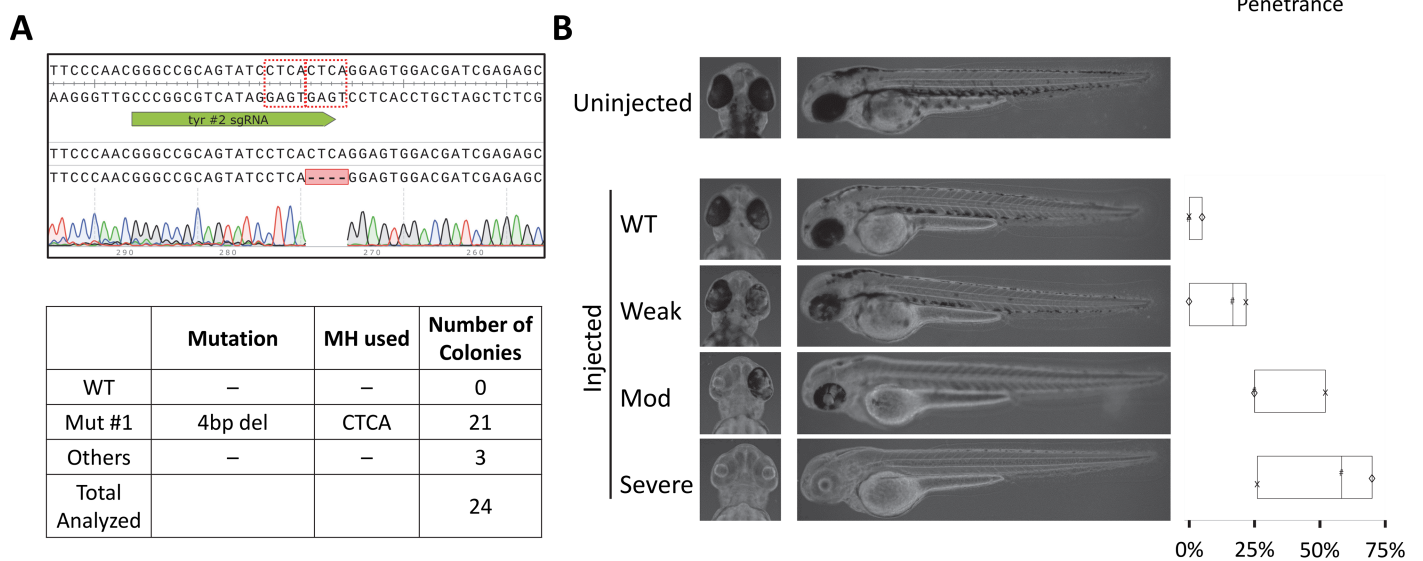 Penetrance
A
B
TTCCCAACGGGCCGCAGTATCCTCACTCAGGAGTGGACGATCGAGAGC
AAGGGTTGCCCGGCGTCATAGGAGTGAGTCCTCACCTGCTAGCTCTCG
tyr #2 sgRNA
TTCCCAACGGGCCGCAGTATCCTCACTCAGGAGTGGACGATCGAGAGC
TTCCCAACGGGCCGCAGTATCCTCA----GGAGTGGACGATCGAGAGC
290 280 270 260
Mutation MH used Number of
Colonies
WT – – 0
Mut #1 4bp del CTCA 21
Others – – 3
Total
Analyzed
24
Uninjected
Injected
WT
Weak
Mod
Severe
x ◊
◊ # x
# ◊ x
x # ◊
0% 25% 50% 75%